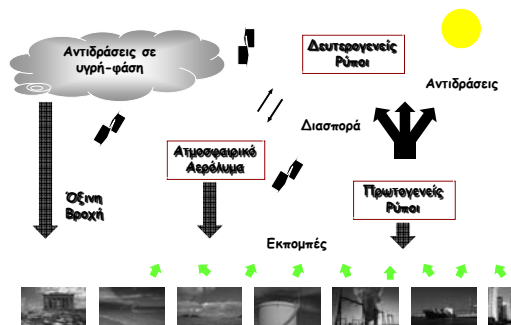 Αντιδράσεις σε
υγρή-φάση
Δευτερογενείς
Ρύποι
Αντιδράσεις
Διασπορά
Ατμοσφαιρικό
Αερόλυμα
Πρωτογενείς
Ρύποι
Όξινη
Βροχή
Εκπομπές